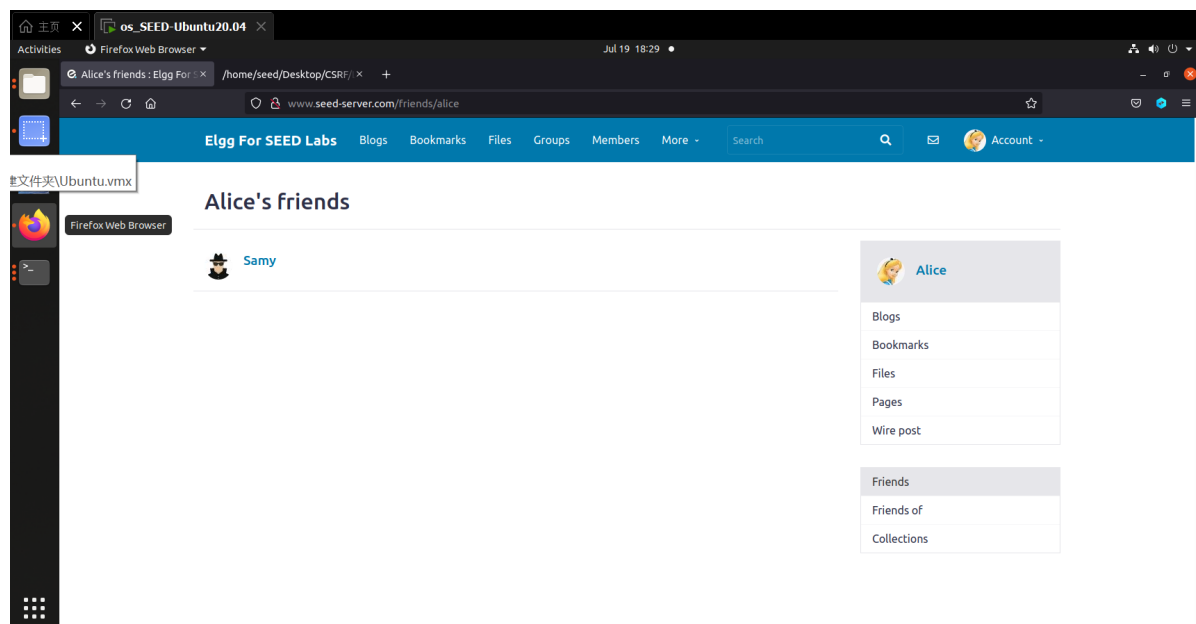 主页 os_SEED-Ubuntu20.04
Activities Firefox Web Browser Jul 19 18:29
Alice's friends : Elgg For S /home/seed/Desktop/CSRF/
www.seed-server.com/friends/alice
Elgg For SEED Labs Blogs Bookmarks Files Groups Members More Search Account
建文件夹\Ubuntu.vmx
Alice's friends
Firefox Web Browser
Samy
Alice
Blogs
Bookmarks
Files
Pages
Wire post
Friends
Friends of
Collections